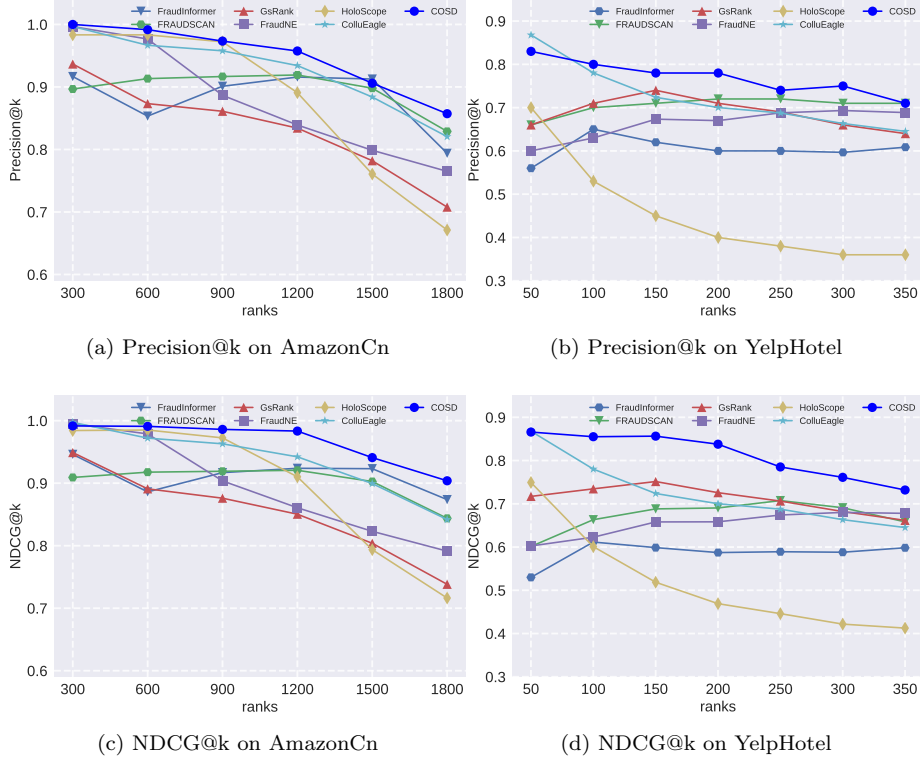 FraudInformer GsRank HoloScope COSD
FRAUDSCAN FraudNE ColluEagle
Precision@k
1.0
0.9
0.8
0.7
0.6
300 600 900 1200 1500 1800
ranks
(a) Precision@k on AmazonCn
FraudInformer GsRank HoloScope COSD
FRAUDSCAN FraudNE ColluEagle
Precision@k
0.9
0.8
0.7
0.6
0.5
0.4
0.3
50 100 150 200 250 300 350
ranks
(b) Precision@k on YelpHotel
FraudInformer GsRank HoloScope COSD
FRAUDSCAN FraudNE ColluEagle
NDCG@k
1.0
0.9
0.8
0.7
0.6
300 600 900 1200 1500 1800
ranks
(c) NDCG@k on AmazonCn
FraudInformer GsRank HoloScope COSD
FRAUDSCAN FraudNE ColluEagle
NDCG@k
0.9
0.8
0.7
0.6
0.5
0.4
0.3
50 100 150 200 250 300 350
ranks
(d) NDCG@k on YelpHotel